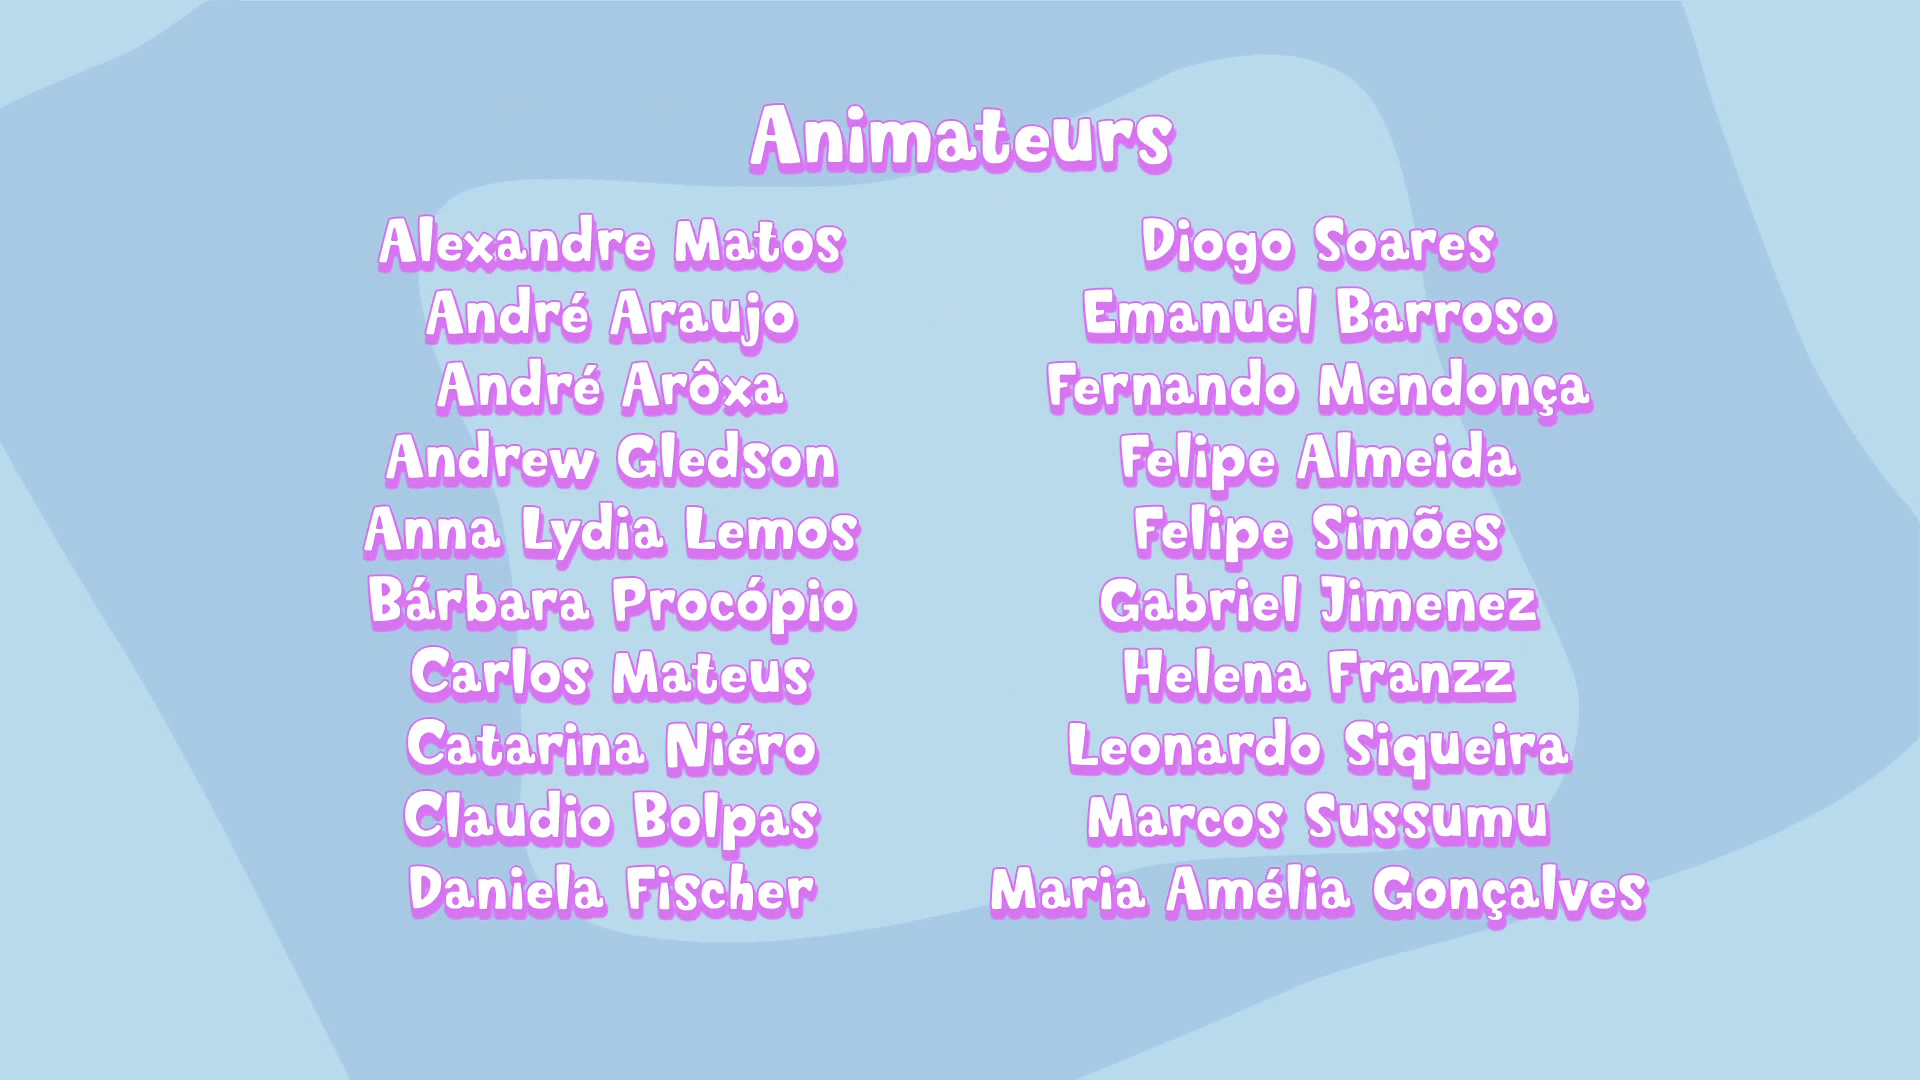 Animateurs
Alexandre Matos
André Araujo
André Arôxa
Andrew Gledson
Anna Lydia Lemos
Bárbara Procópio
Carlos Mateus
Catarina Niéro
Claudio Bolpas
Daniela Fischer
Diogo Soares
Emanuel Barroso
Fernando Mendonça
Felipe Almeida
Felipe Simões
Gabriel Jimenez
Helena Franzz
Leonardo Siqueira
Marcos Sussumu
Maria Amélia Gonçalves